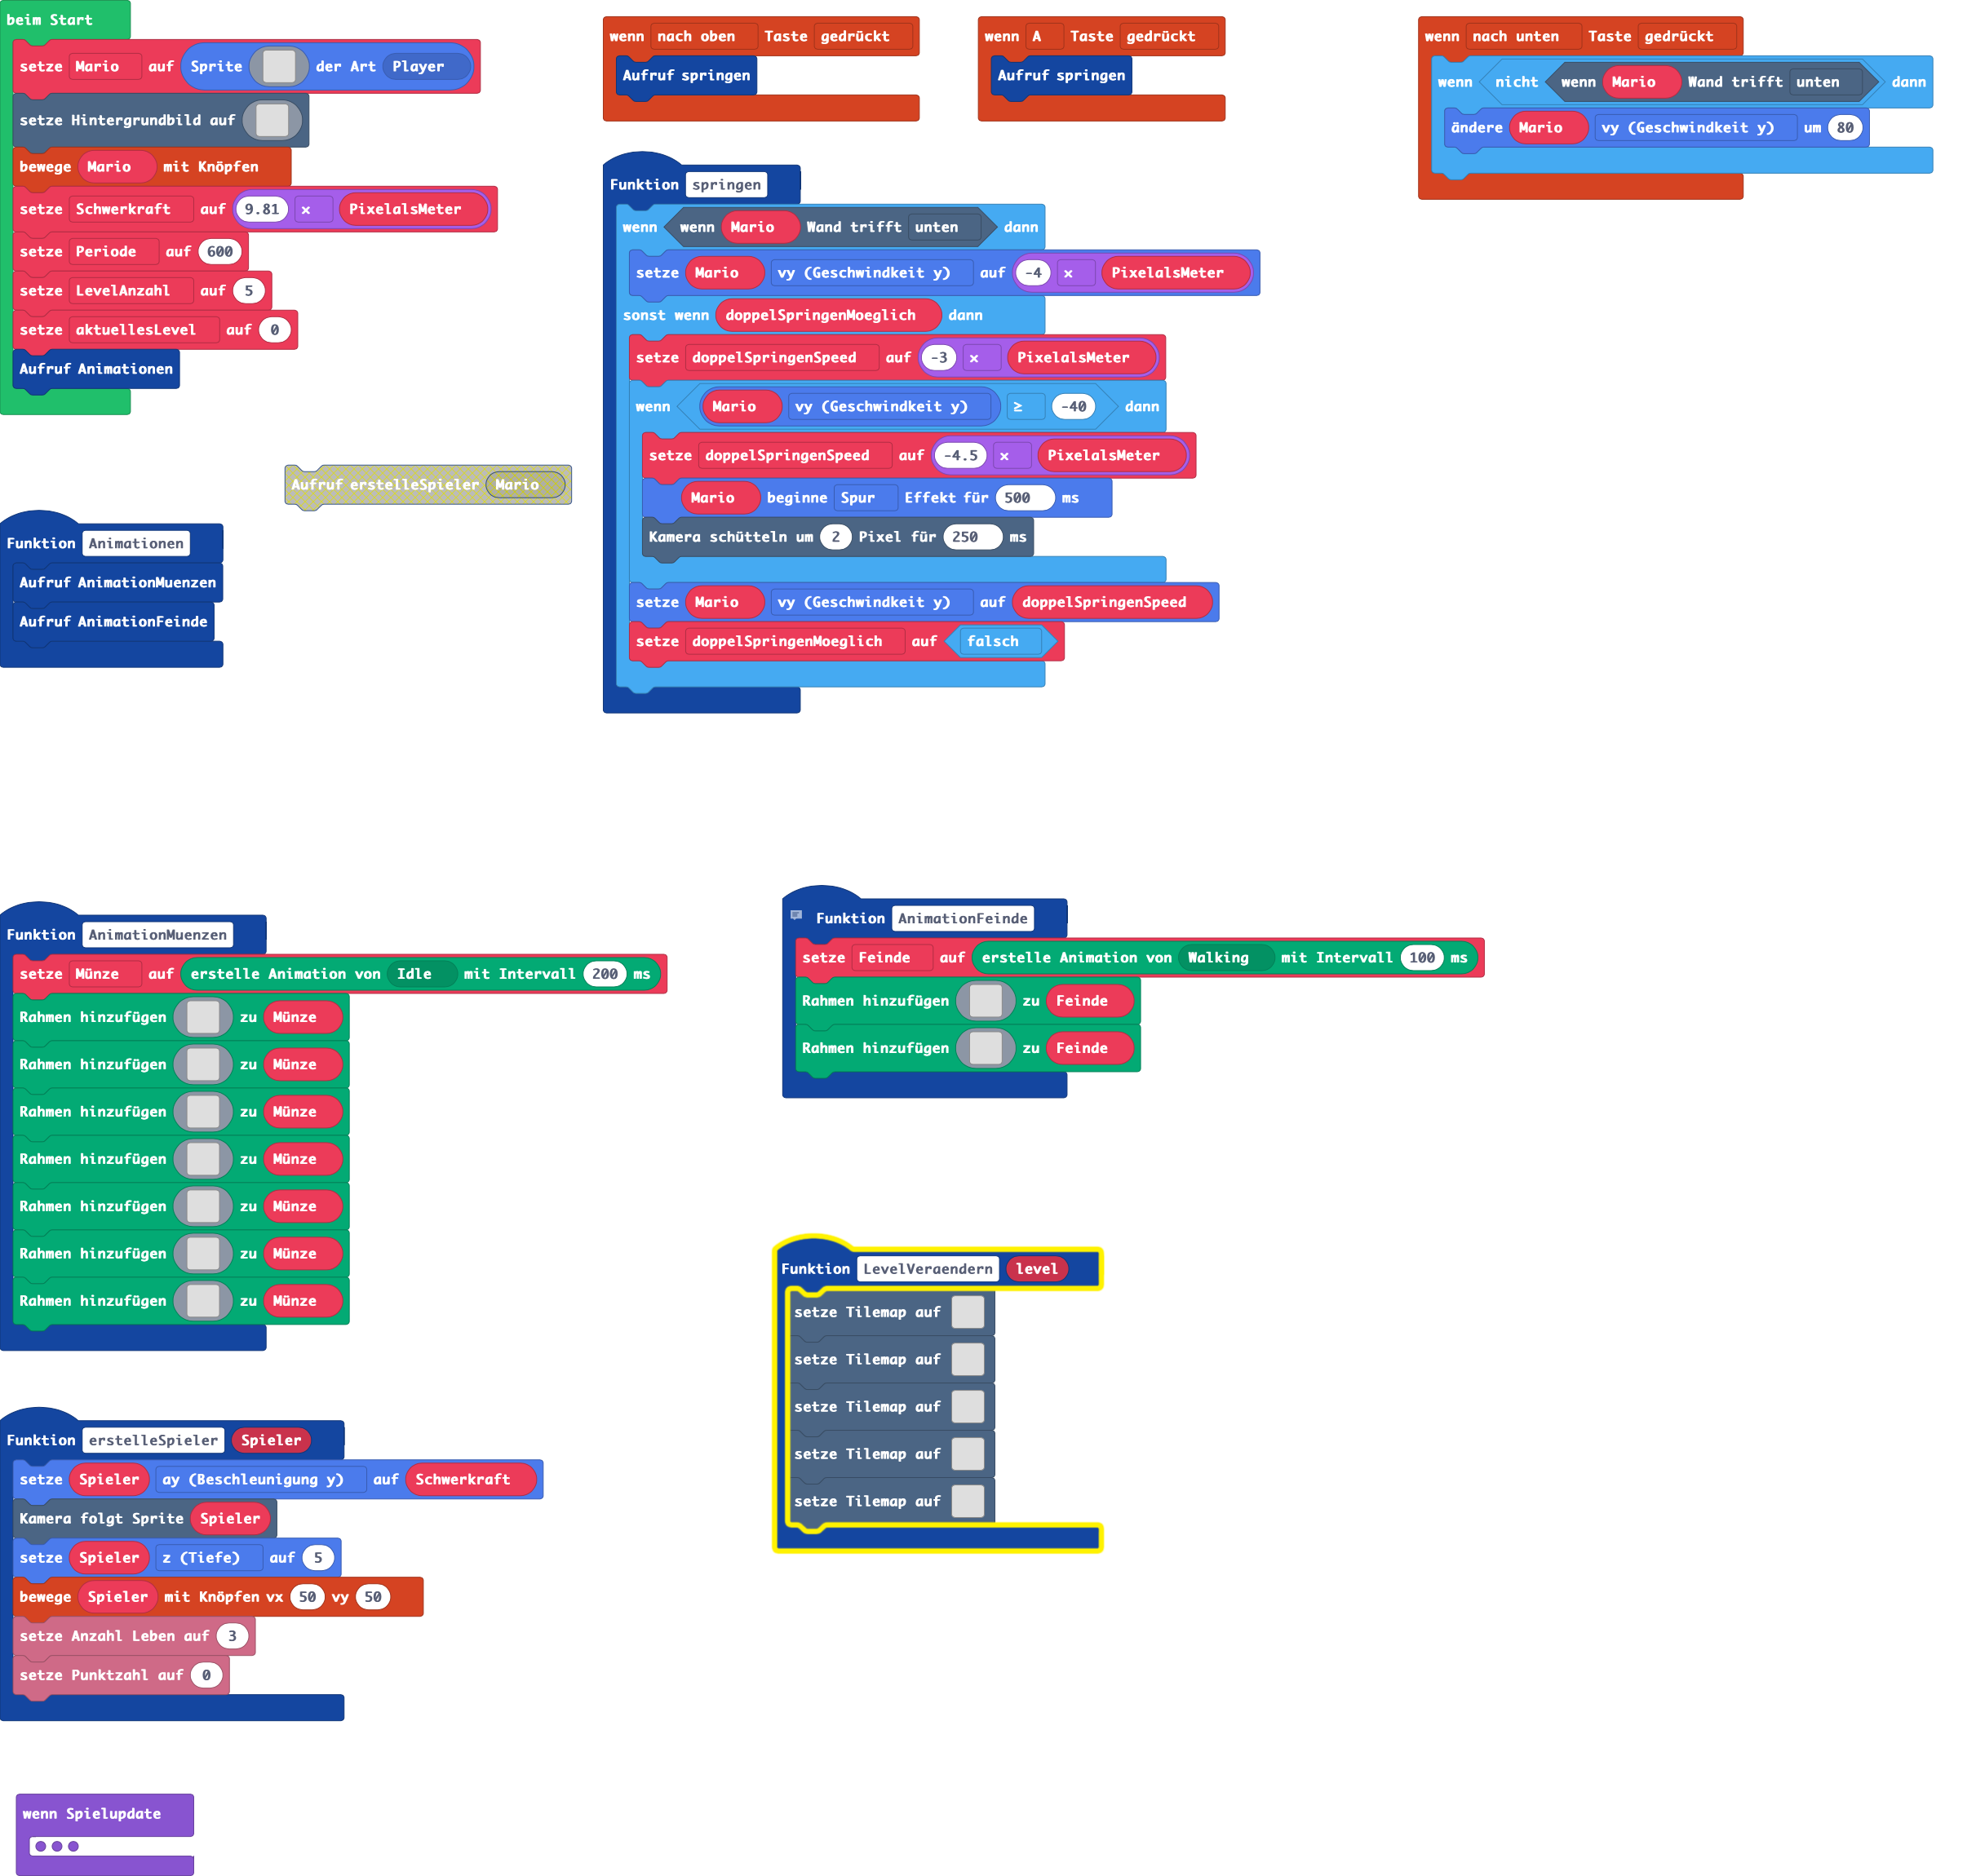 beim Start
setze Mario auf Sprite der Art Player
setze Hintergrundbild auf
bewege Mario mit Knöpfen
setze Schwerkraft auf 9.81 × PixelalsMeter
setze Periode auf 600
setze LevelAnzahl auf 5
setze aktuellesLevel auf 0
Aufruf Animationen
Aufruf erstelleSpieler Mario
Funktion Animationen
Aufruf AnimationMuenzen
Aufruf AnimationFeinde
wenn nach oben Taste gedrückt
Aufruf springen
wenn A Taste gedrückt
Aufruf springen
wenn nach unten Taste gedrückt
wenn nicht wenn Mario Wand trifft unten dann
ändere Mario vy (Geschwindkeit y) um 80
Funktion springen
wenn wenn Mario Wand trifft unten dann
setze Mario vy (Geschwindkeit y) auf -4 × PixelalsMeter
sonst wenn doppelSpringenMoeglich dann
setze doppelSpringenSpeed auf -3 × PixelalsMeter
wenn Mario vy (Geschwindkeit y) ≥ -40 dann
setze doppelSpringenSpeed auf -4.5 × PixelalsMeter
Mario beginne Spur Effekt für 500 ms
Kamera schütteln um 2 Pixel für 250 ms
setze Mario vy (Geschwindkeit y) auf doppelSpringenSpeed
setze doppelSpringenMoeglich auf falsch
Funktion AnimationMuenzen
setze Münze auf erstelle Animation von Idle mit Intervall 200 ms
Rahmen hinzufügen zu Münze
Rahmen hinzufügen zu Münze
Rahmen hinzufügen zu Münze
Rahmen hinzufügen zu Münze
Rahmen hinzufügen zu Münze
Rahmen hinzufügen zu Münze
Rahmen hinzufügen zu Münze
Funktion AnimationFeinde
setze Feinde auf erstelle Animation von Walking mit Intervall 100 ms
Rahmen hinzufügen zu Feinde
Rahmen hinzufügen zu Feinde
Funktion LevelVeraendern level
setze Tilemap auf
setze Tilemap auf
setze Tilemap auf
setze Tilemap auf
setze Tilemap auf
Funktion erstelleSpieler Spieler
setze Spieler ay (Beschleunigung y) auf Schwerkraft
Kamera folgt Sprite Spieler
setze Spieler z (Tiefe) auf 5
bewege Spieler mit Knöpfen vx 50 vy 50
setze Anzahl Leben auf 3
setze Punktzahl auf 0
wenn Spielupdate